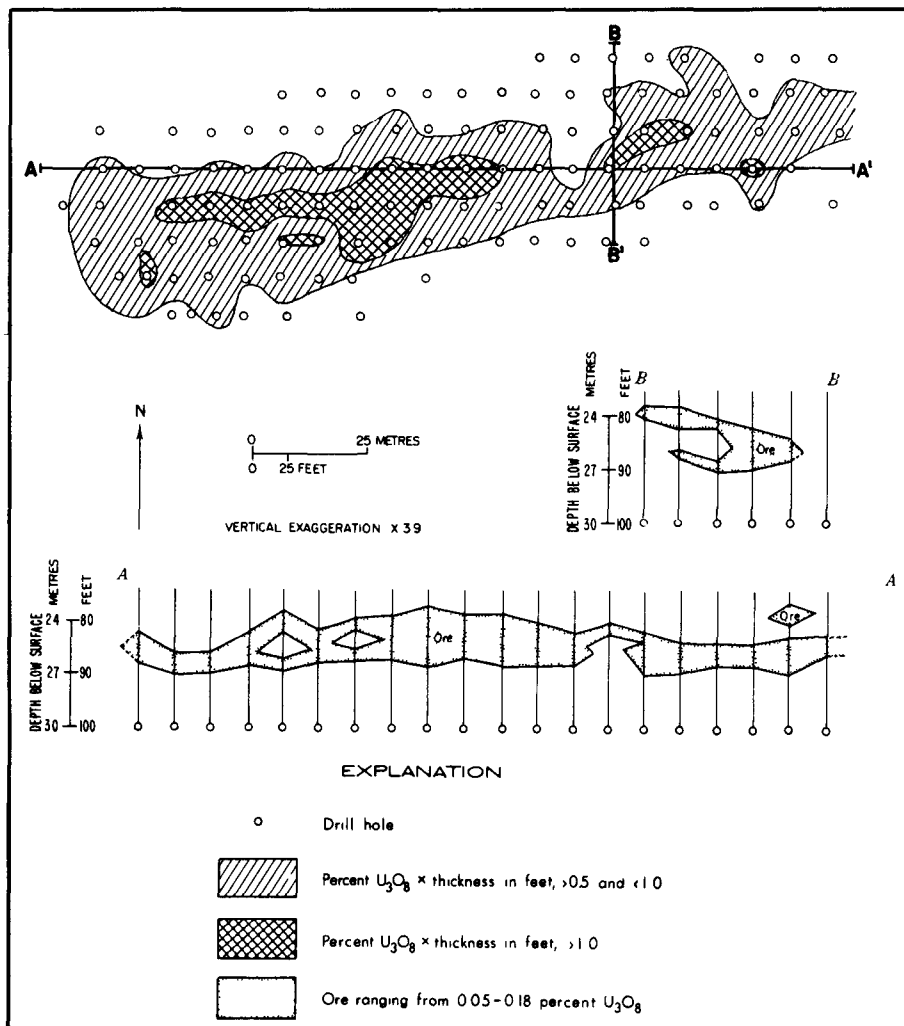 B
A
A'
B'
N
0 25 METRES
0 25 FEET
VERTICAL EXAGGERATION X 39
DEPTH BELOW SURFACE
METRES
FEET
B
B
24 80
27 90
30 100
Ore
DEPTH BELOW SURFACE
METRES
FEET
A
A
24 80
27 90
30 100
Ore
Ore
EXPLANATION
Drill hole
Percent U₃O₈ × thickness in feet, >0.5 and <1 0
Percent U₃O₈ × thickness in feet, >1 0
Ore ranging from 0 05-0 18 percent U₃O₈